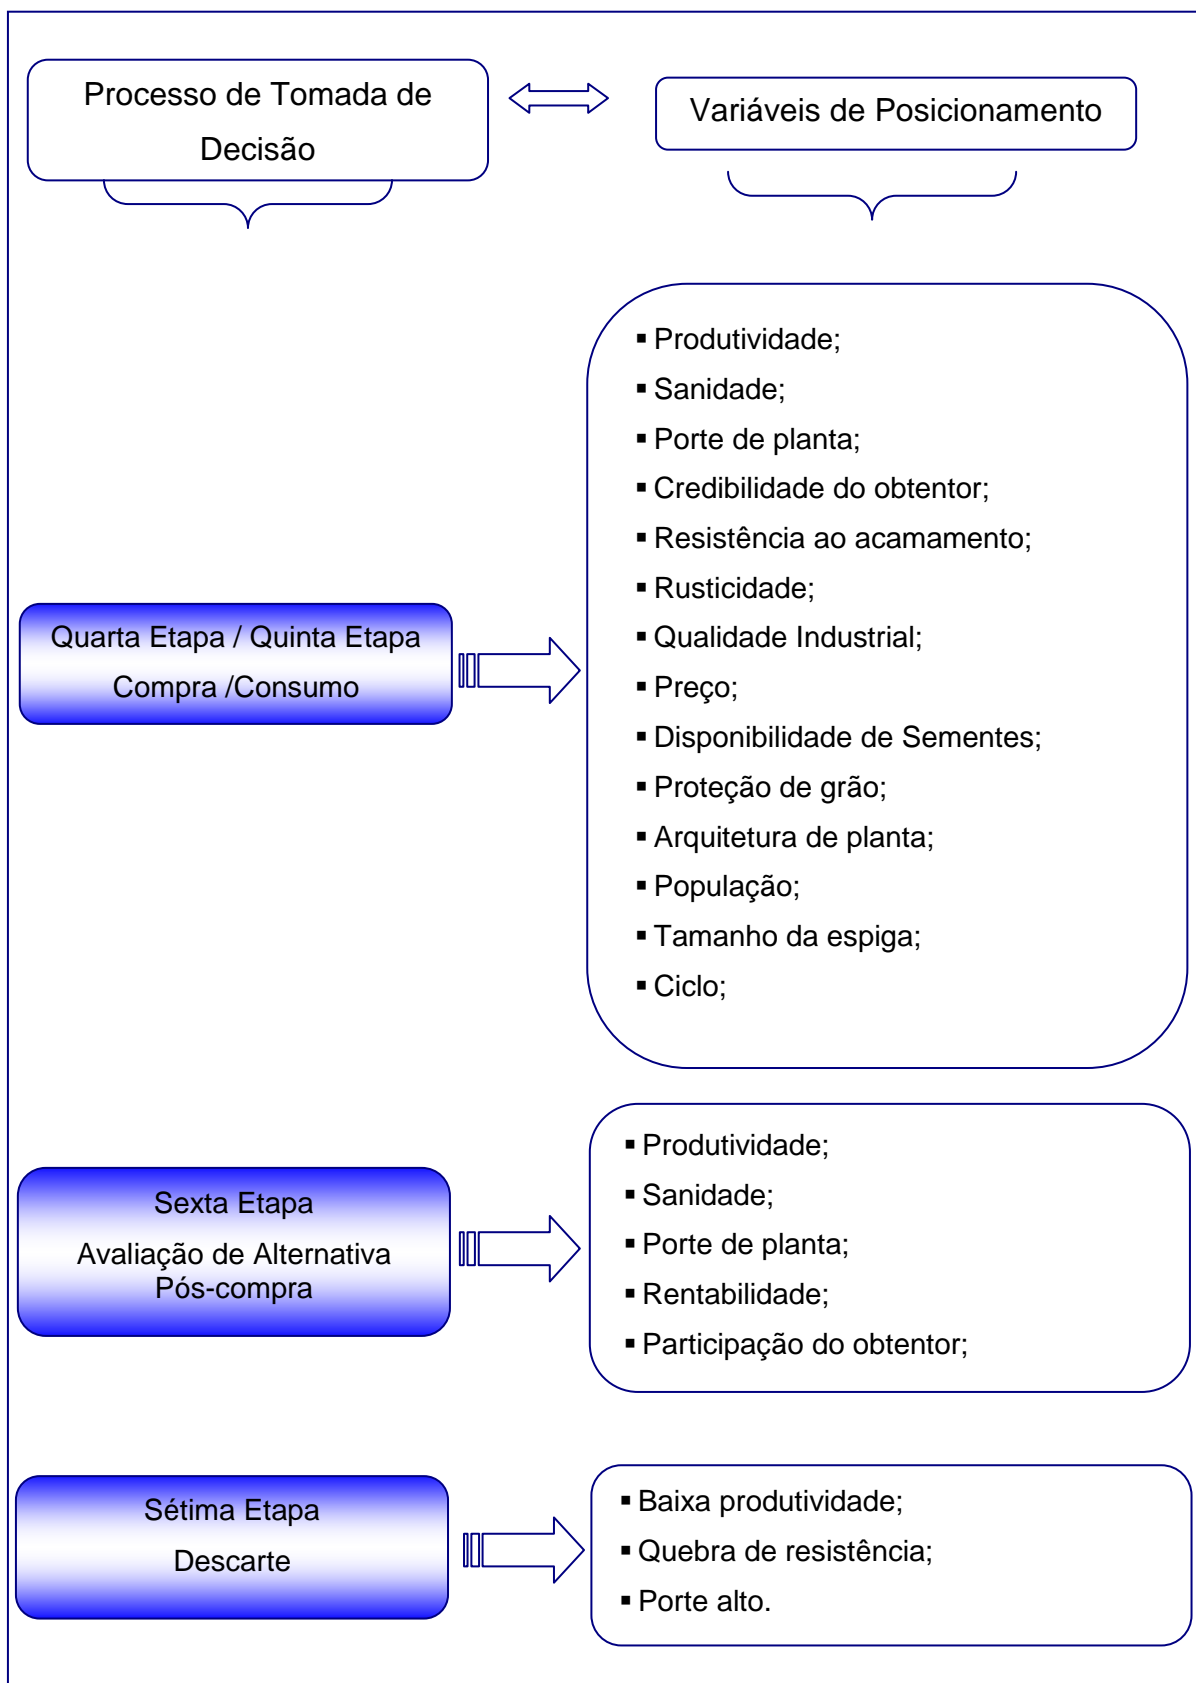 Processo de Tomada de
Decisão
Variáveis de Posicionamento
Quarta Etapa / Quinta Etapa
Compra /Consumo
▪ Produtividade;
▪ Sanidade;
▪ Porte de planta;
▪ Credibilidade do obtentor;
▪ Resistência ao acamamento;
▪ Rusticidade;
▪ Qualidade Industrial;
▪ Preço;
▪ Disponibilidade de Sementes;
▪ Proteção de grão;
▪ Arquitetura de planta;
▪ População;
▪ Tamanho da espiga;
▪ Ciclo;
Sexta Etapa
Avaliação de Alternativa
Pós-compra
▪ Produtividade;
▪ Sanidade;
▪ Porte de planta;
▪ Rentabilidade;
▪ Participação do obtentor;
Sétima Etapa
Descarte
▪ Baixa produtividade;
▪ Quebra de resistência;
▪ Porte alto.